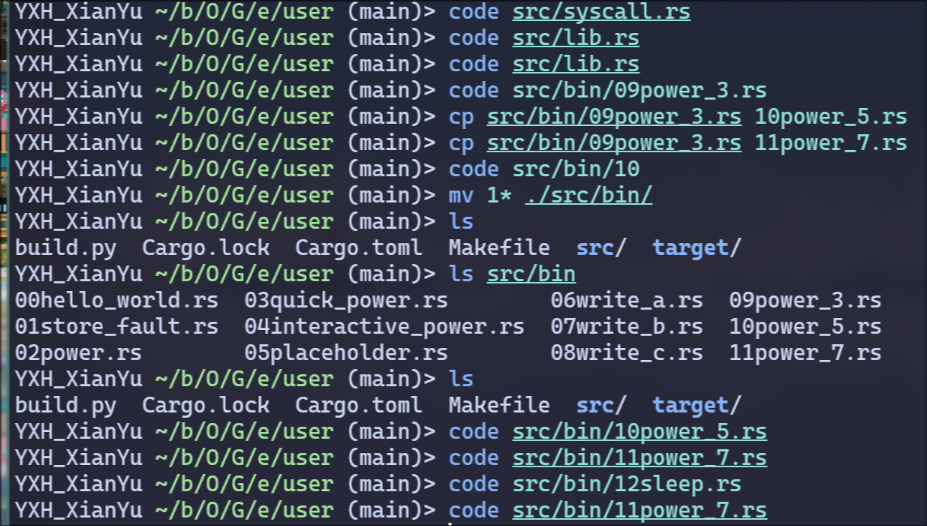 YXH_XianYu ~/b/O/G/e/user (main)> code src/syscall.rs
YXH_XianYu ~/b/O/G/e/user (main)> code src/lib.rs
YXH_XianYu ~/b/O/G/e/user (main)> code src/lib.rs
YXH_XianYu ~/b/O/G/e/user (main)> code src/bin/09power_3.rs
YXH_XianYu ~/b/O/G/e/user (main)> cp src/bin/09power_3.rs 10power_5.rs
YXH_XianYu ~/b/O/G/e/user (main)> cp src/bin/09power_3.rs 11power_7.rs
YXH_XianYu ~/b/O/G/e/user (main)> code src/bin/10
YXH_XianYu ~/b/O/G/e/user (main)> mv 1* ./src/bin/
YXH_XianYu ~/b/O/G/e/user (main)> ls
build.py  Cargo.lock  Cargo.toml  Makefile  src/  target/
YXH_XianYu ~/b/O/G/e/user (main)> ls src/bin
00hello_world.rs  03quick_power.rs        06write_a.rs  09power_3.rs
01store_fault.rs  04interactive_power.rs  07write_b.rs  10power_5.rs
02power.rs        05placeholder.rs        08write_c.rs  11power_7.rs
YXH_XianYu ~/b/O/G/e/user (main)> ls
build.py  Cargo.lock  Cargo.toml  Makefile  src/  target/
YXH_XianYu ~/b/O/G/e/user (main)> code src/bin/10power_5.rs
YXH_XianYu ~/b/O/G/e/user (main)> code src/bin/11power_7.rs
YXH_XianYu ~/b/O/G/e/user (main)> code src/bin/12sleep.rs
YXH_XianYu ~/b/O/G/e/user (main)> code src/bin/11power_7.rs